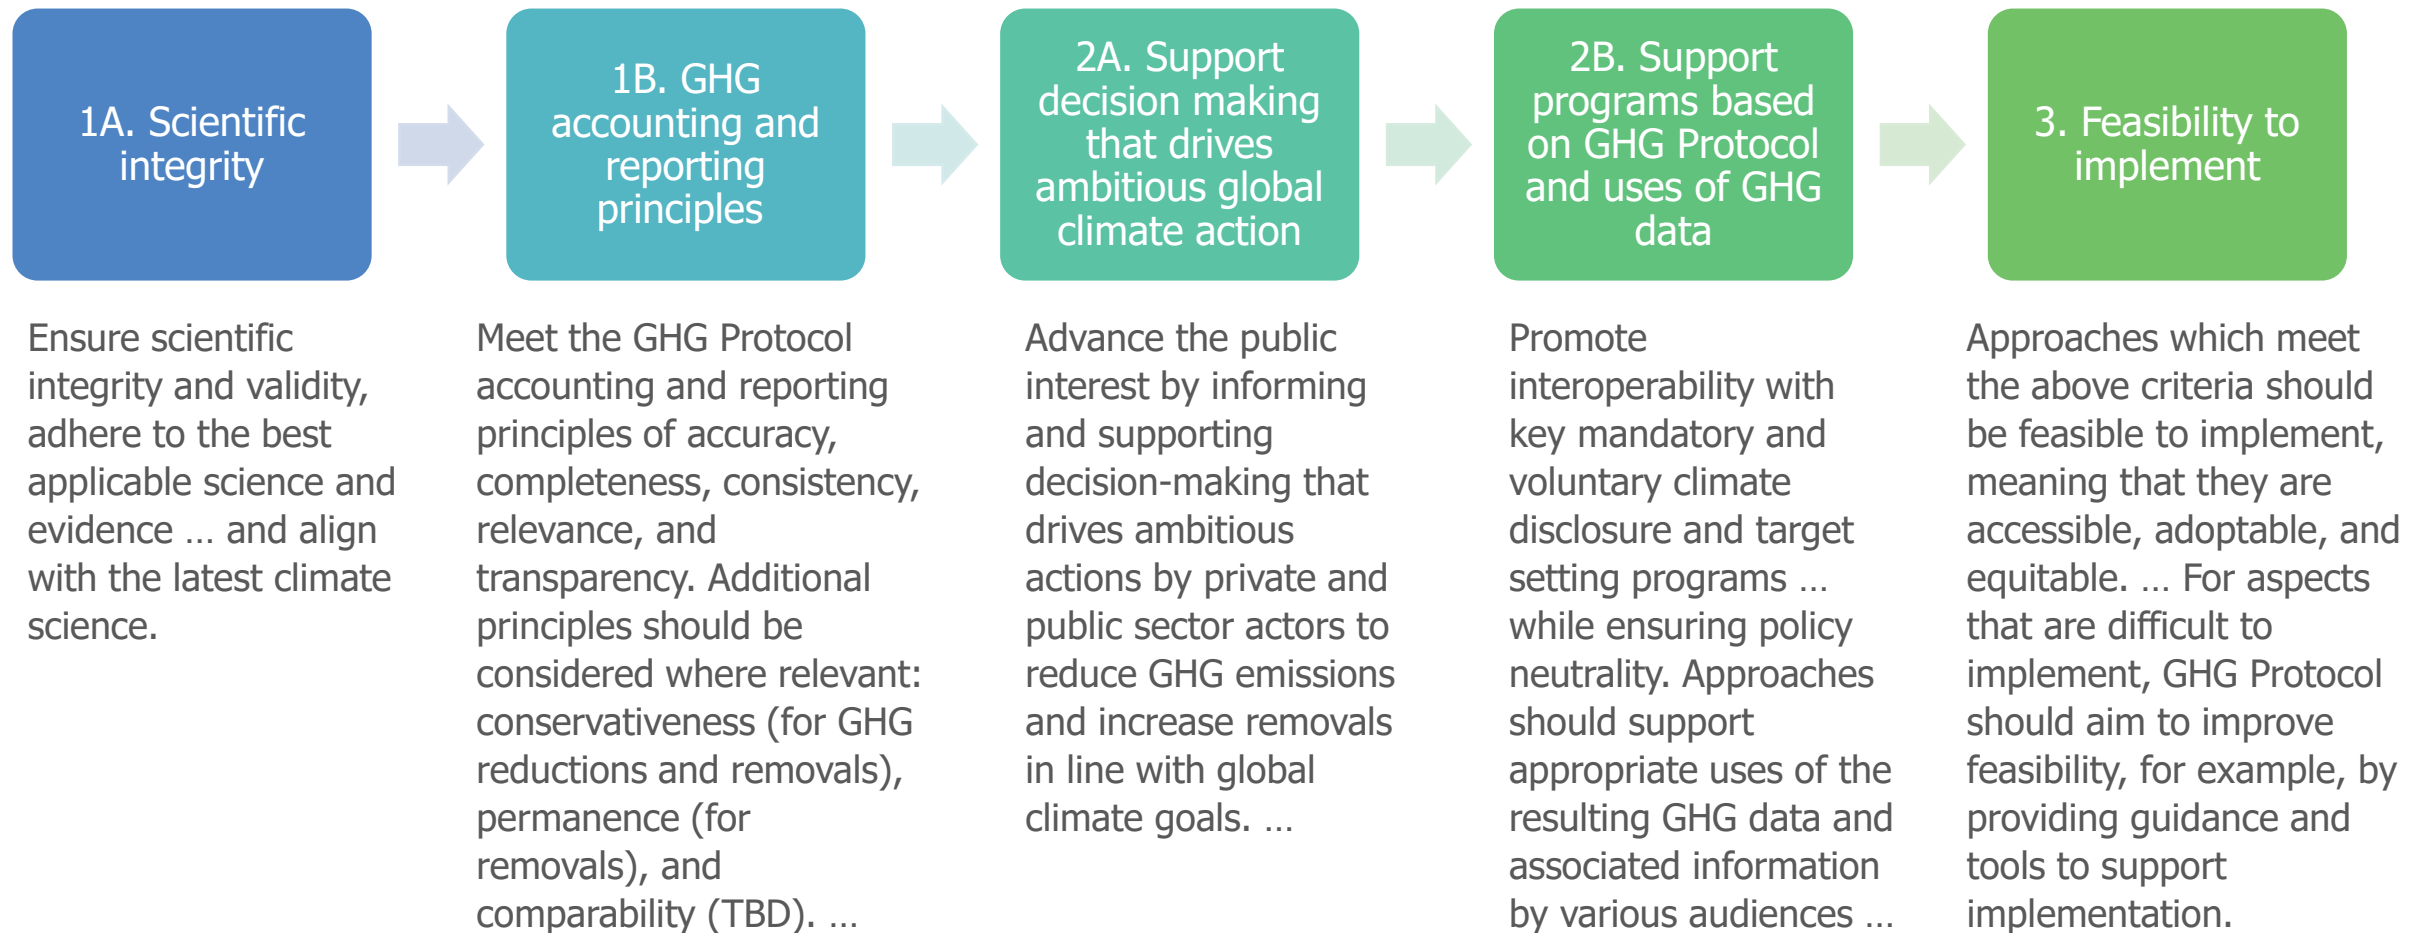 1A. Scientific
integrity
1B. GHG
accounting and
reporting
principles
2A. Support
decision making
that drives
ambitious global
climate action
2B. Support
programs based
on GHG Protocol
and uses of GHG
data
3. Feasibility to
implement
Ensure scientific
integrity and validity,
adhere to the best
applicable science and
evidence … and align
with the latest climate
science.
Meet the GHG Protocol
accounting and reporting
principles of accuracy,
completeness, consistency,
relevance, and
transparency. Additional
principles should be
considered where relevant:
conservativeness (for GHG
reductions and removals),
permanence (for
removals), and
comparability (TBD). …
Advance the public
interest by informing
and supporting
decision-making that
drives ambitious
actions by private and
public sector actors to
reduce GHG emissions
and increase removals
in line with global
climate goals. …
Promote
interoperability with
key mandatory and
voluntary climate
disclosure and target
setting programs …
while ensuring policy
neutrality. Approaches
should support
appropriate uses of the
resulting GHG data and
associated information
by various audiences …
Approaches which meet
the above criteria should
be feasible to implement,
meaning that they are
accessible, adoptable, and
equitable. … For aspects
that are difficult to
implement, GHG Protocol
should aim to improve
feasibility, for example, by
providing guidance and
tools to support
implementation.